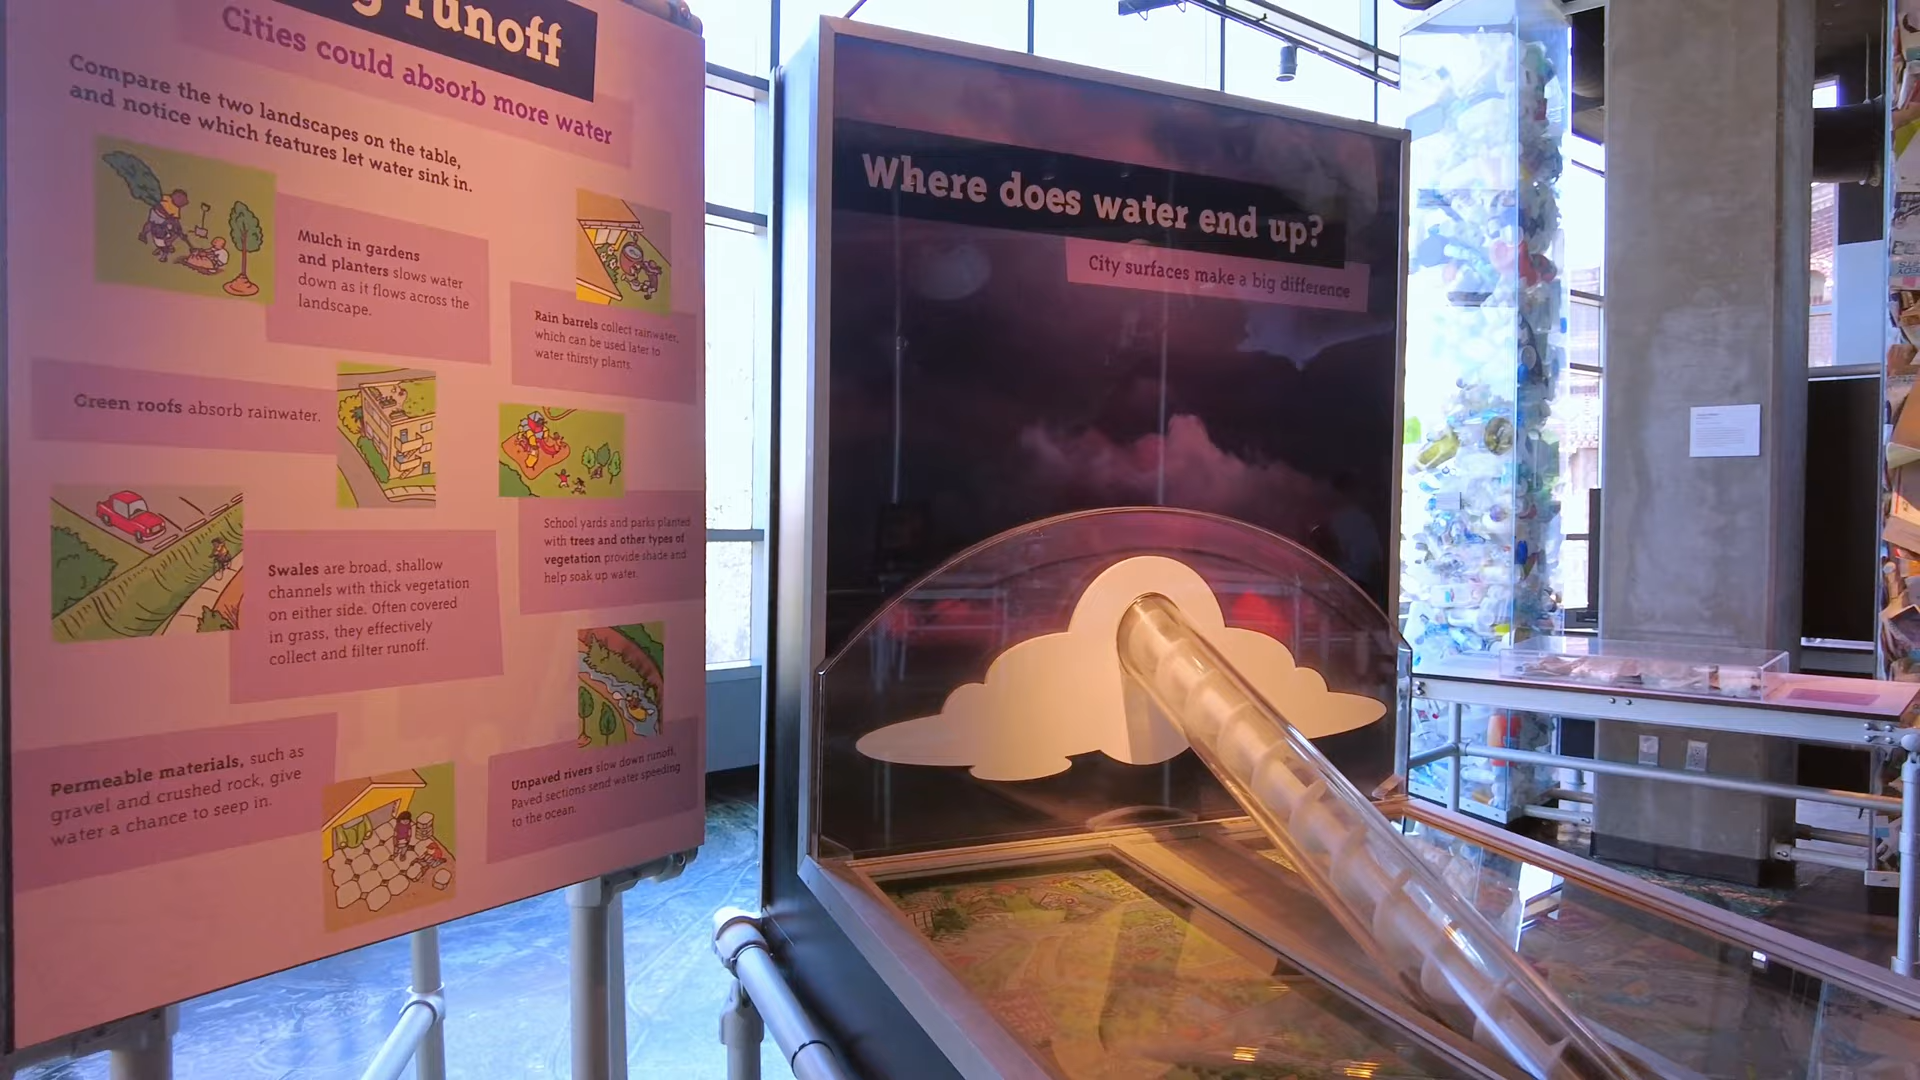 runoff
Cities could absorb more water
Compare the two landscapes on the table,
and notice which features let water sink in.
Mulch in gardens
and planters slows water
down as it flows across the
landscape.
Rain barrels collect rainwater,
which can be used later to
water thirsty plants.
Green roofs absorb rainwater.
School yards and parks planted
with trees and other types of
vegetation provide shade and
help soak up water.
Swales are broad, shallow
channels with thick vegetation
on either side. Often covered
in grass, they effectively
collect and filter runoff.
Permeable materials, such as
gravel and crushed rock, give
water a chance to seep in.
Unpaved rivers slow down runoff.
Paved sections send water speeding
to the ocean.
Where does water end up?
City surfaces make a big difference